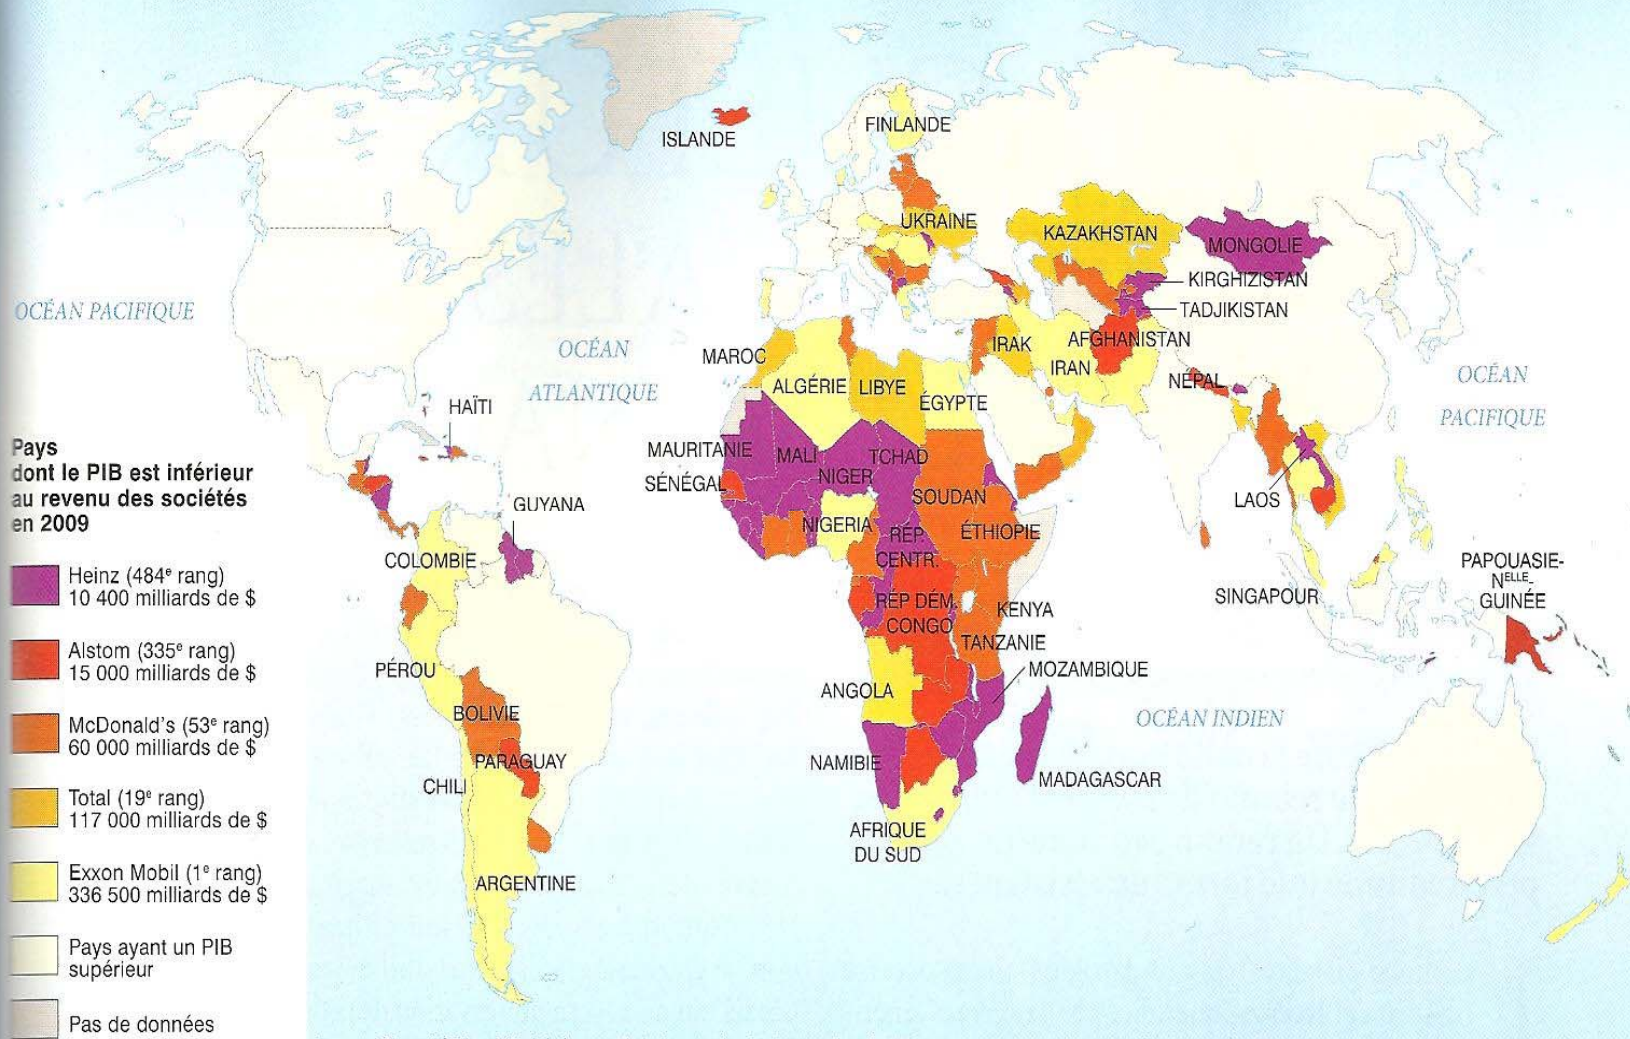 Pays
dont le PIB est inférieur
au revenu des sociétés
en 2009
Heinz (484e rang)
10 400 milliards de $
Alstom (335e rang)
15 000 milliards de $
McDonald's (53e rang)
60 000 milliards de $
Total (19e rang)
117 000 milliards de $
Exxon Mobil (1e rang)
336 500 milliards de $
Pays ayant un PIB
supérieur
Pas de données
ISLANDE
FINLANDE
UKRAINE
KAZAKHSTAN
MONGOLIE
KIRGHIZISTAN
TADJIKISTAN
OCÉAN PACIFIQUE
OCÉAN
ATLANTIQUE
MAROC
ALGÉRIE
LIBYE
ÉGYPTE
IRAK
IRAN
AFGHANISTAN
NÉPAL
OCÉAN
PACIFIQUE
HAÏTI
MAURITANIE
MALI
NIGER
TCHAD
SÉNÉGAL
SOUDAN
LAOS
GUYANA
NIGERIA
RÉP.
CENTR.
ÉTHIOPIE
COLOMBIE
SINGAPOUR
PAPOUASIE-
NELLE-
GUINÉE
RÉP DÉM.
CONGO
KENYA
TANZANIE
MOZAMBIQUE
PÉROU
ANGOLA
BOLIVIE
PARAGUAY
CHILI
NAMIBIE
MADAGASCAR
OCÉAN INDIEN
AFRIQUE
DU SUD
ARGENTINE